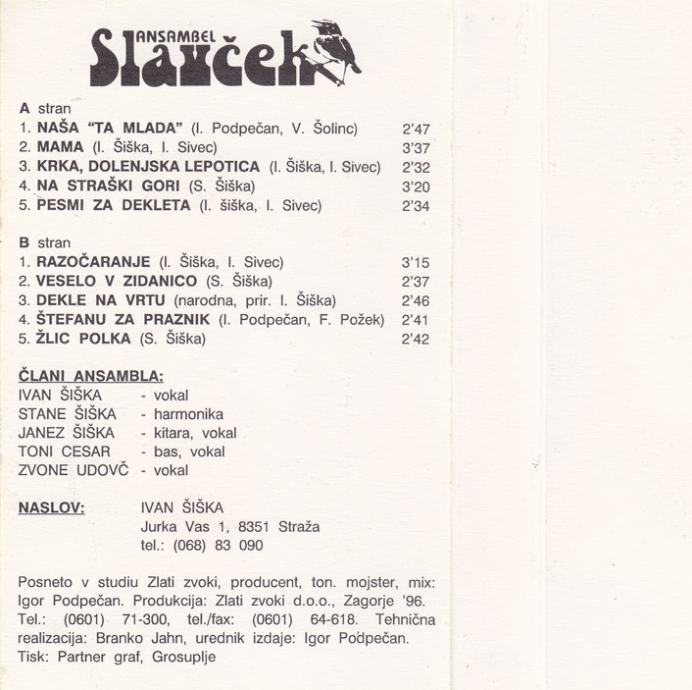 ANSAMBEL
Slavček
A stran
1. NAŠA “TA MLADA” (I. Podpečan, V. Šolinc) 2'47
2. MAMA (I. Šiška, I. Sivec) 3'37
3. KRKA, DOLENJSKA LEPOTICA (I. Šiška, I. Sivec) 2'32
4. NA STRAŠKI GORI (S. Šiška) 3'20
5. PESMI ZA DEKLETA (I. šiška, I. Sivec) 2'34
B stran
1. RAZOČARANJE (I. Šiška, I. Sivec) 3'15
2. VESELO V ZIDANICO (S. Šiška) 2'37
3. DEKLE NA VRTU (narodna, prir. I. Šiška) 2'46
4. ŠTEFANU ZA PRAZNIK (I. Podpečan, F. Požek) 2'41
5. ŽLIC POLKA (S. Šiška) 2'42
ČLANI ANSAMBLA:
IVAN ŠIŠKA - vokal
STANE ŠIŠKA - harmonika
JANEZ ŠIŠKA - kitara, vokal
TONI CESAR - bas, vokal
ZVONE UDOVČ - vokal
NASLOV: IVAN ŠIŠKA
Jurka Vas 1, 8351 Straža
tel.: (068) 83 090
Posneto v studiu Zlati zvoki, producent, ton. mojster, mix:
Igor Podpečan. Produkcija: Zlati zvoki d.o.o., Zagorje '96.
Tel.: (0601) 71-300, tel./fax: (0601) 64-618. Tehnična
realizacija: Branko Jahn, urednik izdaje: Igor Podpečan.
Tisk: Partner graf, Grosuplje